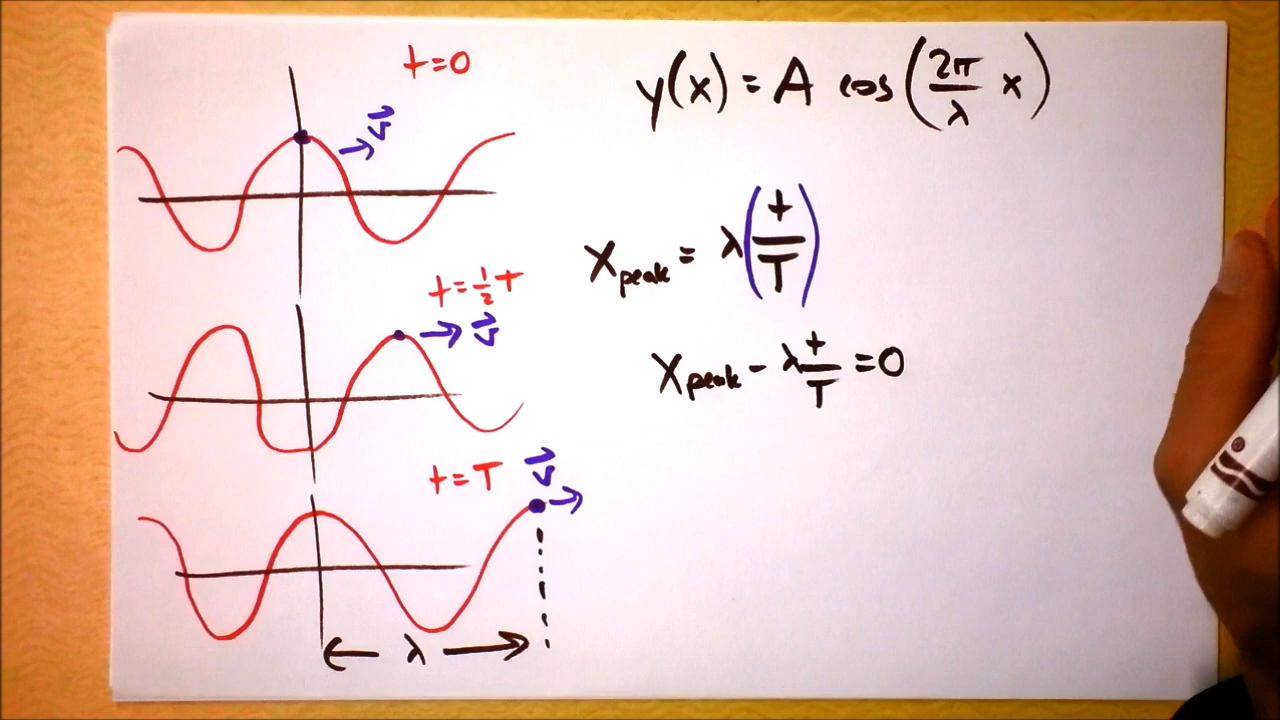 t=0
v⃗
y(x) = A cos(2π/λ x)
x_peak = λ(t/T)
t=½T
v⃗
x_peak - λ t/T = 0
t=T
v⃗
λ